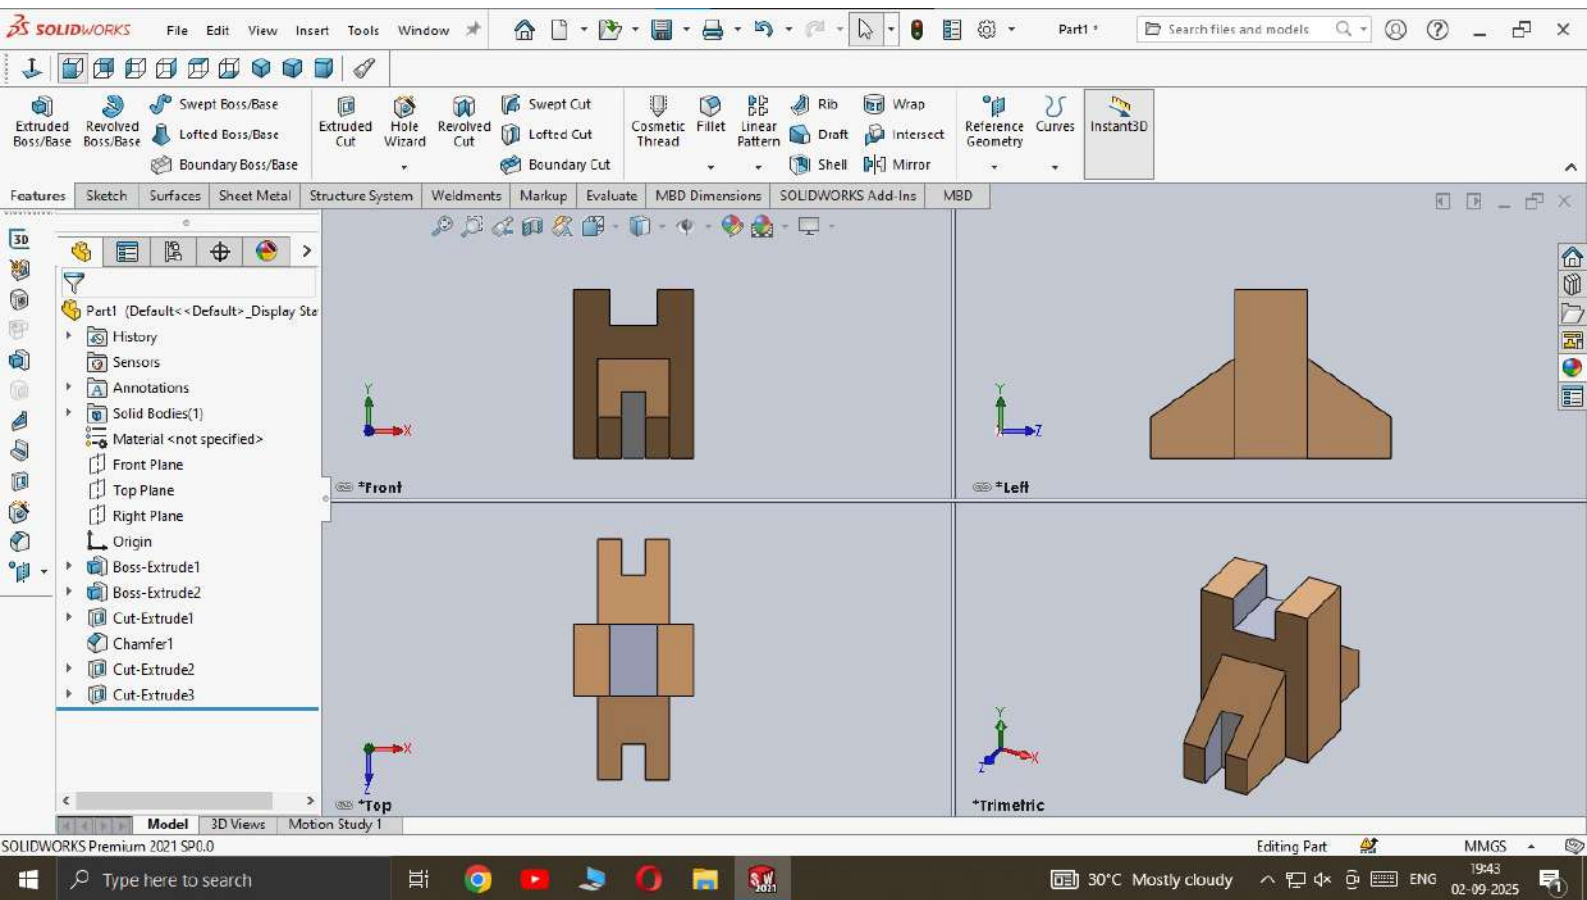 SOLIDWORKS File Edit View Insert Tools Window Part1 * Search files and models
Extruded Boss/Base
Revolved Boss/Base
Swept Boss/Base
Lofted Boss/Base
Boundary Boss/Base
Extruded Cut
Hole Wizard
Revolved Cut
Swept Cut
Lofted Cut
Boundary Cut
Cosmetic Thread
Fillet
Linear Pattern
Rib
Draft
Shell
Wrap
Intersect
Mirror
Reference Geometry
Curves
Instant3D
Features Sketch Surfaces Sheet Metal Structure System Weldments Markup Evaluate MBD Dimensions SOLIDWORKS Add-Ins MBD
3D
Part1 (Default<<Default>_Display Sta
History
Sensors
Annotations
Solid Bodies(1)
Material <not specified>
Front Plane
Top Plane
Right Plane
Origin
Boss-Extrude1
Boss-Extrude2
Cut-Extrude1
Chamfer1
Cut-Extrude2
Cut-Extrude3
Y
X
*Front
Y
Z
*Left
X
Z
*Top
Y
X
Z
*Trimetric
Model 3D Views Motion Study 1
SOLIDWORKS Premium 2021 SP0.0 Editing Part MMGS
Type here to search 30°C Mostly cloudy ENG 19:43
02-09-2025
SW
2021
1